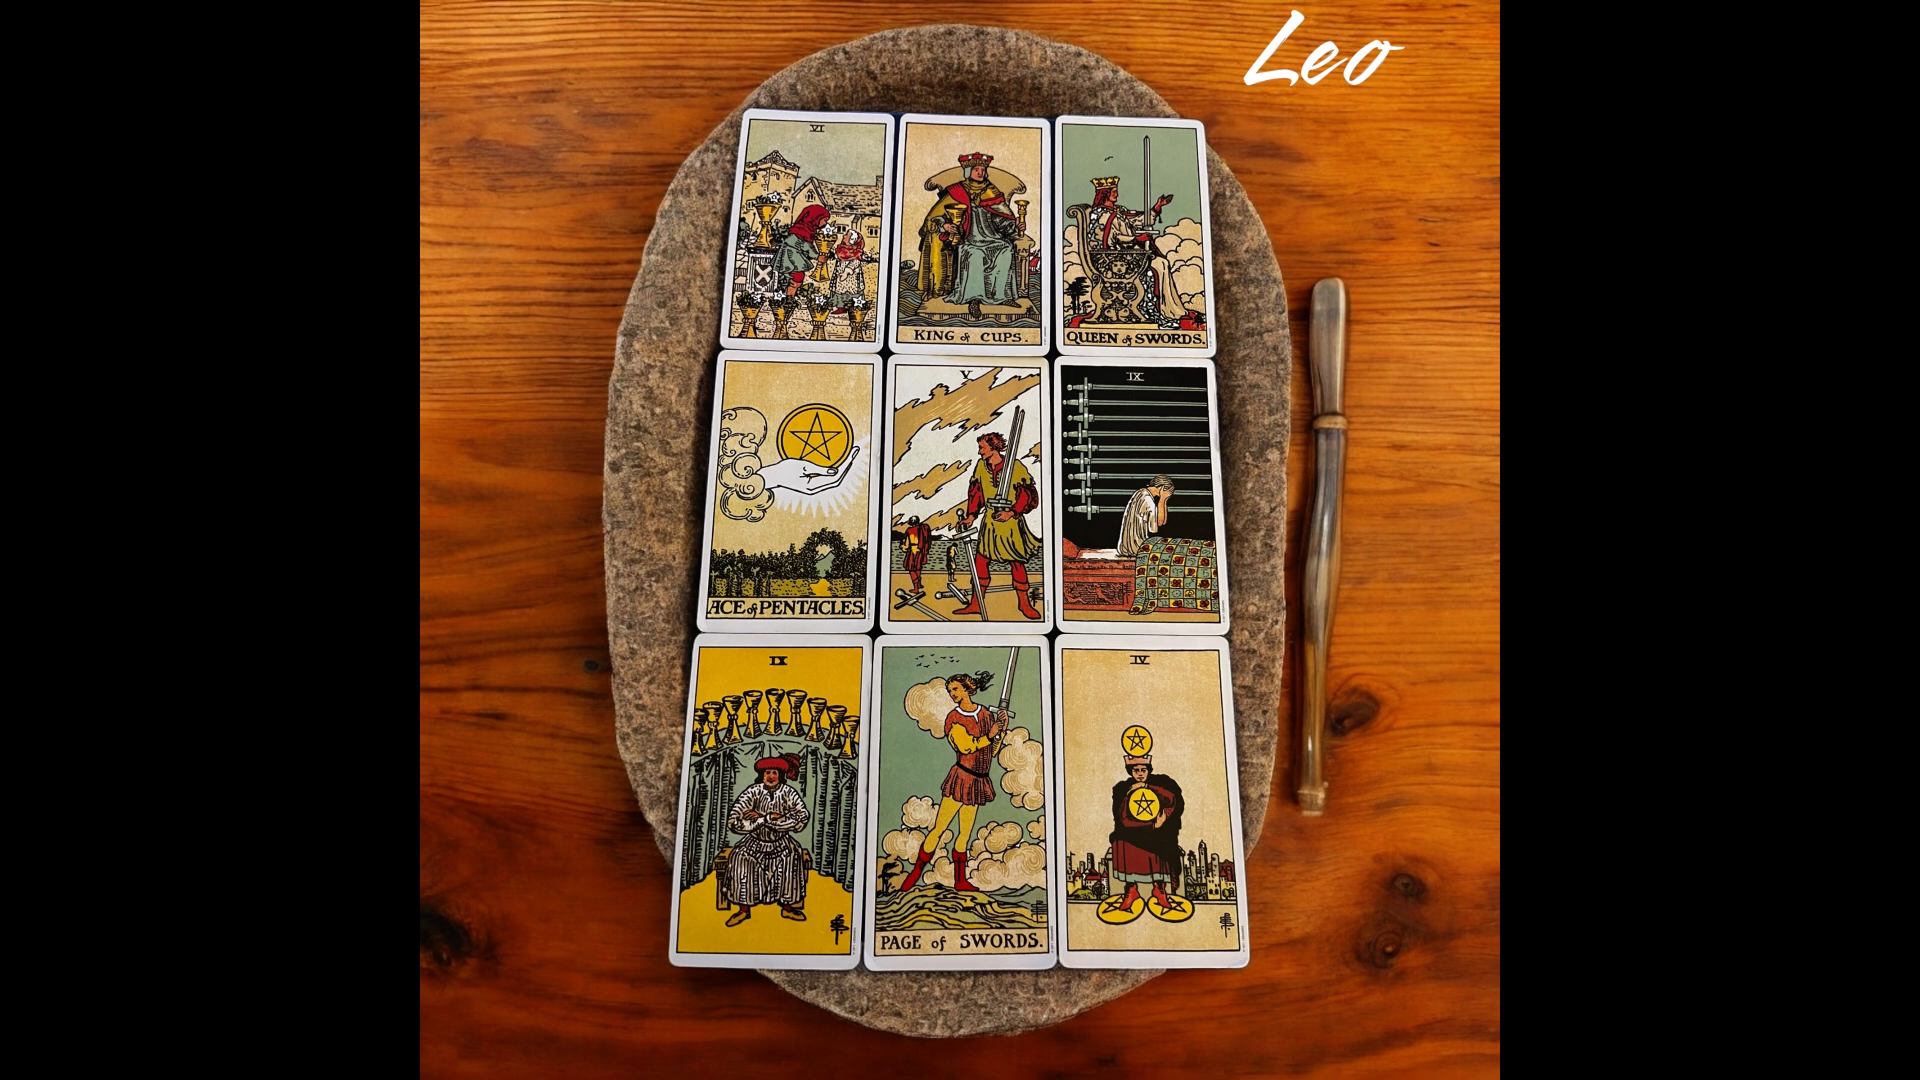 Leo
VI
KING of CUPS.
QUEEN of SWORDS.
ACE of PENTACLES
V
IX
IX
PAGE of SWORDS.
IV